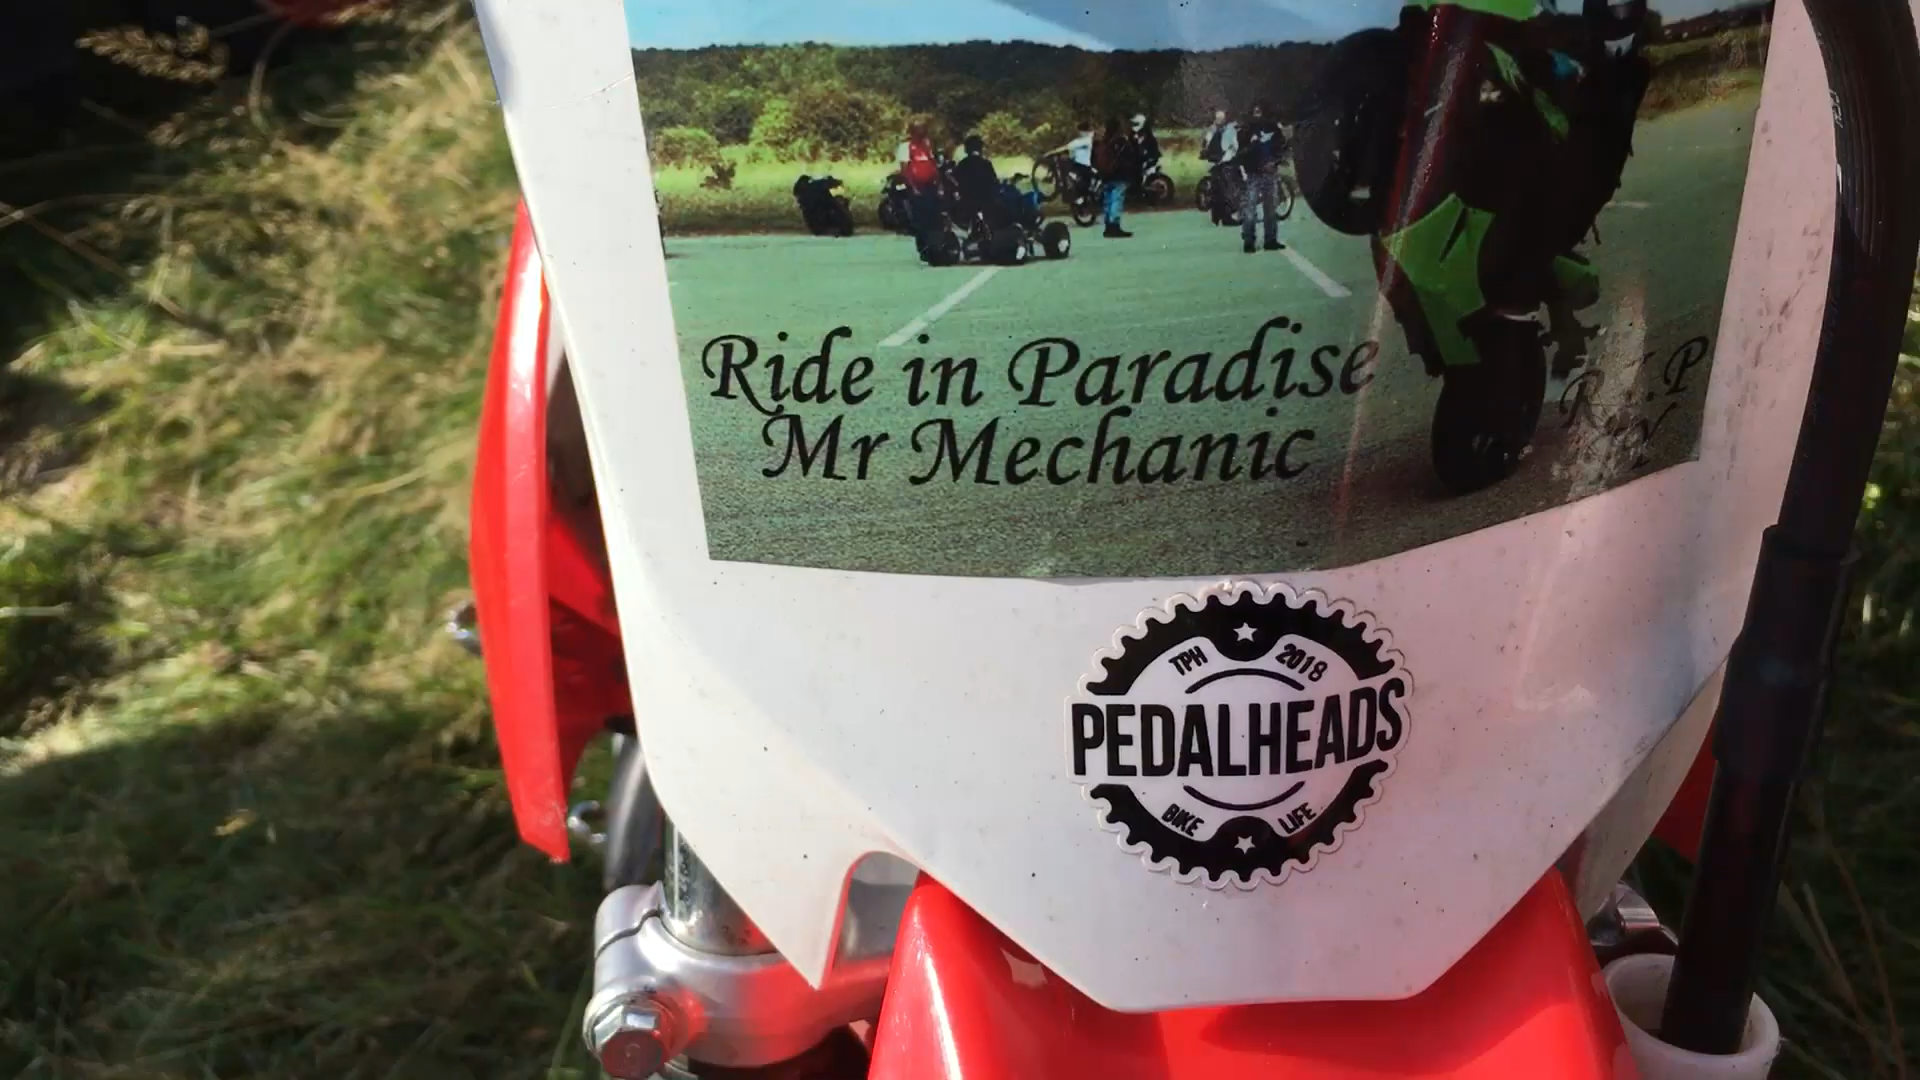 Ride in Paradise
Mr Mechanic
R.I.P
TPH 2018
PEDALHEADS
BIKE LIFE